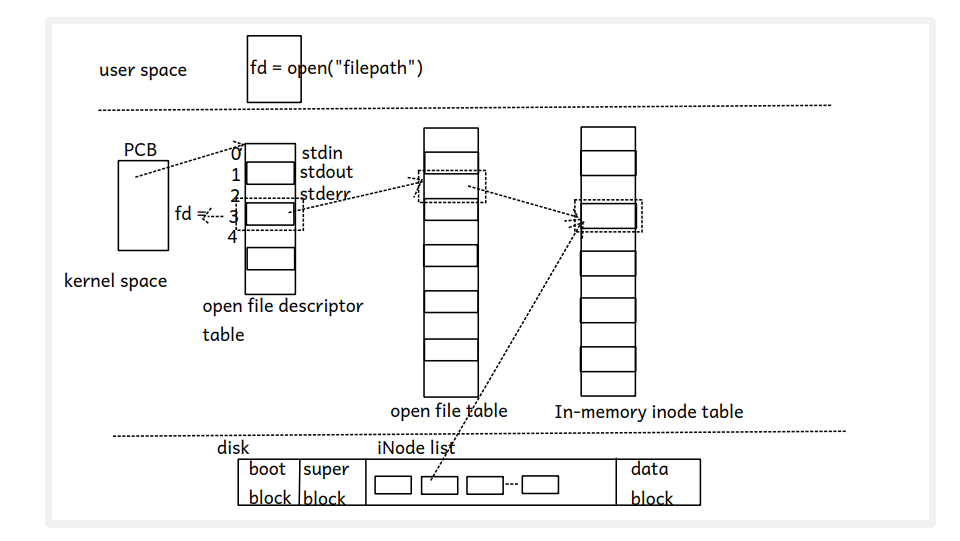 user space
fd = open("filepath")
PCB
0
stdin
1
stdout
2
stderr
fd =
3
4
kernel space
open file descriptor
table
open file table
In-memory inode table
disk
iNode list
boot
block
super
block
data
block